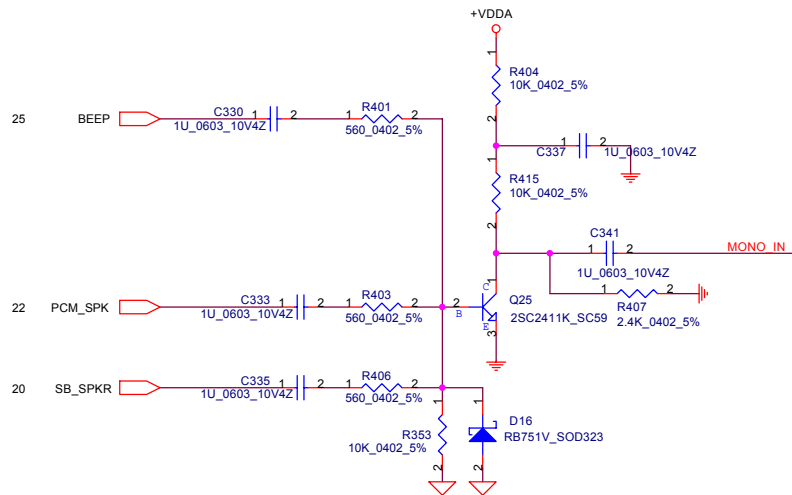 +VDDA
1
R404
10K_0402_5%
2
25 BEEP 1 C330 2 1 R401 2
1U_0603_10V4Z 560_0402_5%
1 2
C337 1U_0603_10V4Z
1
R415
10K_0402_5%
2
C341
1 2 MONO_IN
1U_0603_10V4Z
22 PCM_SPK 1 C333 2 1 R403 2 2 B C 1 E 3 Q25 1 2
1U_0603_10V4Z 560_0402_5% 2SC2411K_SC59 R407
2.4K_0402_5%
20 SB_SPKR 1 C335 2 1 R406 2
1U_0603_10V4Z 560_0402_5%
1 1
R353 D16
10K_0402_5% RB751V_SOD323
2 2